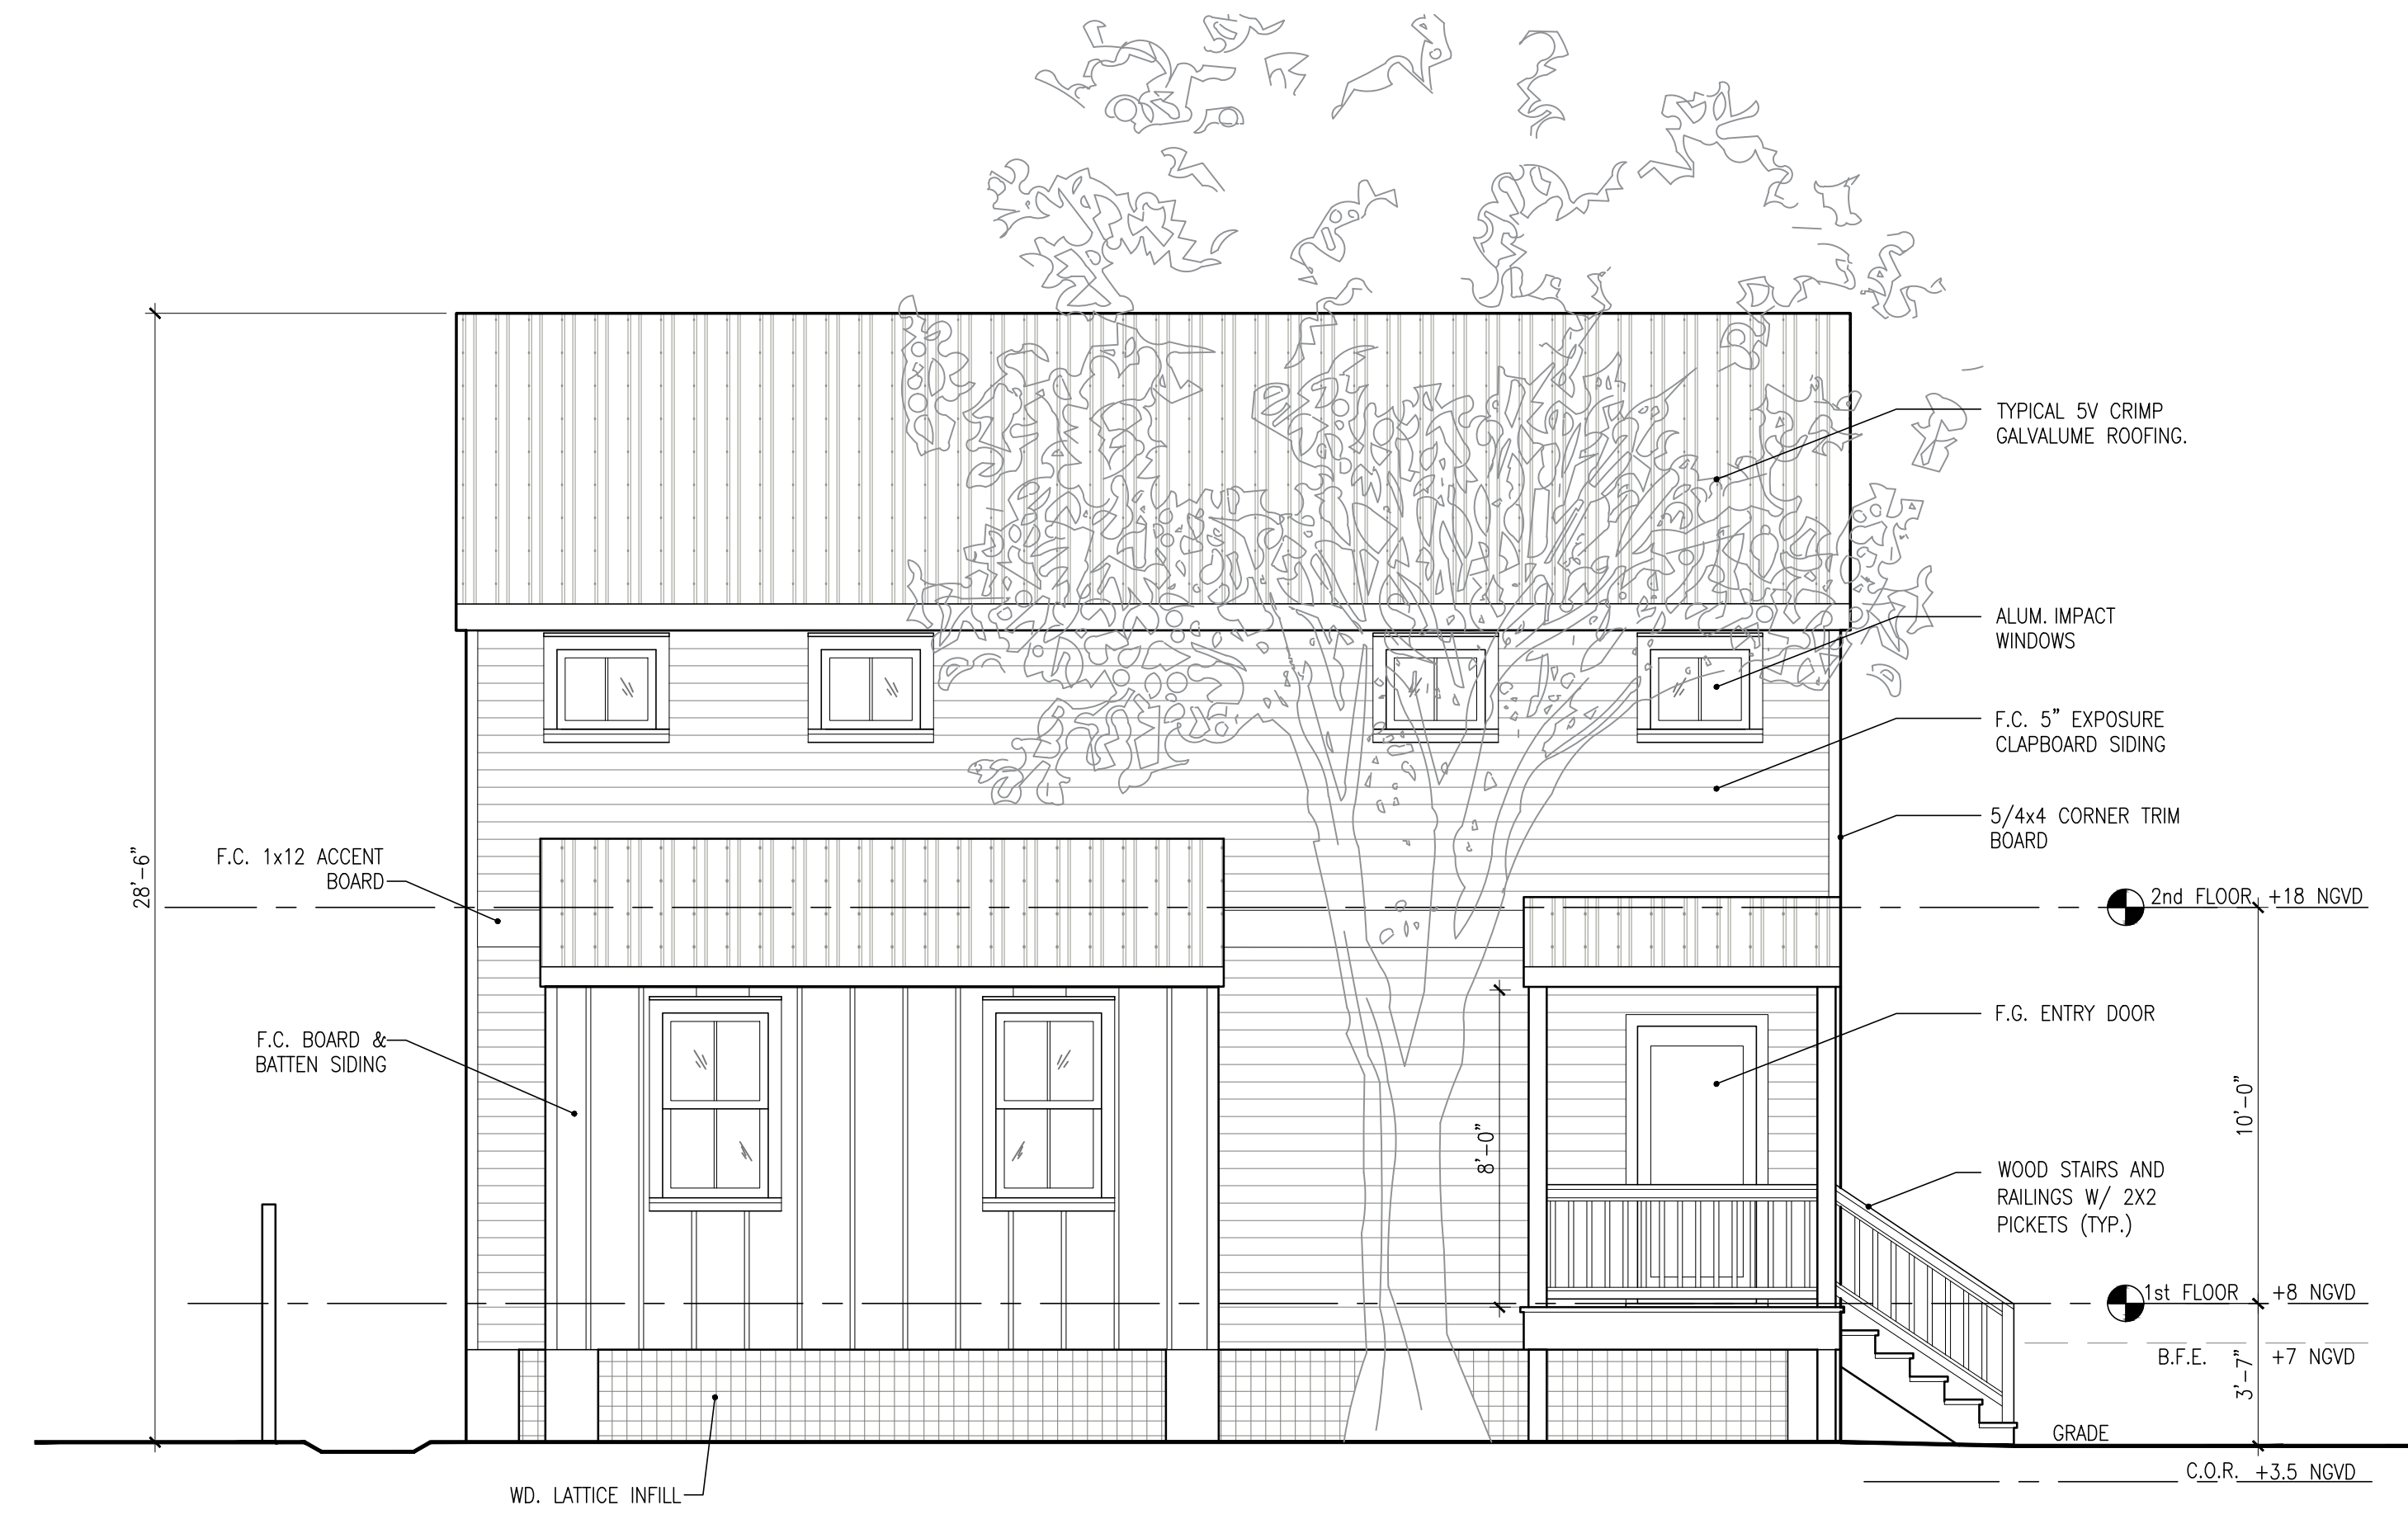 TYPICAL 5V CRIMP
GALVALUME ROOFING.
ALUM. IMPACT
WINDOWS
F.C. 5" EXPOSURE
CLAPBOARD SIDING
5/4x4 CORNER TRIM
BOARD
28'-6"
F.C. 1x12 ACCENT
BOARD
2nd FLOOR +18 NGVD
F.G. ENTRY DOOR
F.C. BOARD &
BATTEN SIDING
8'-0"
10'-0"
WOOD STAIRS AND
RAILINGS W/ 2X2
PICKETS (TYP.)
1st FLOOR +8 NGVD
B.F.E. +7 NGVD
3'-7"
GRADE
C.O.R. +3.5 NGVD
WD. LATTICE INFILL